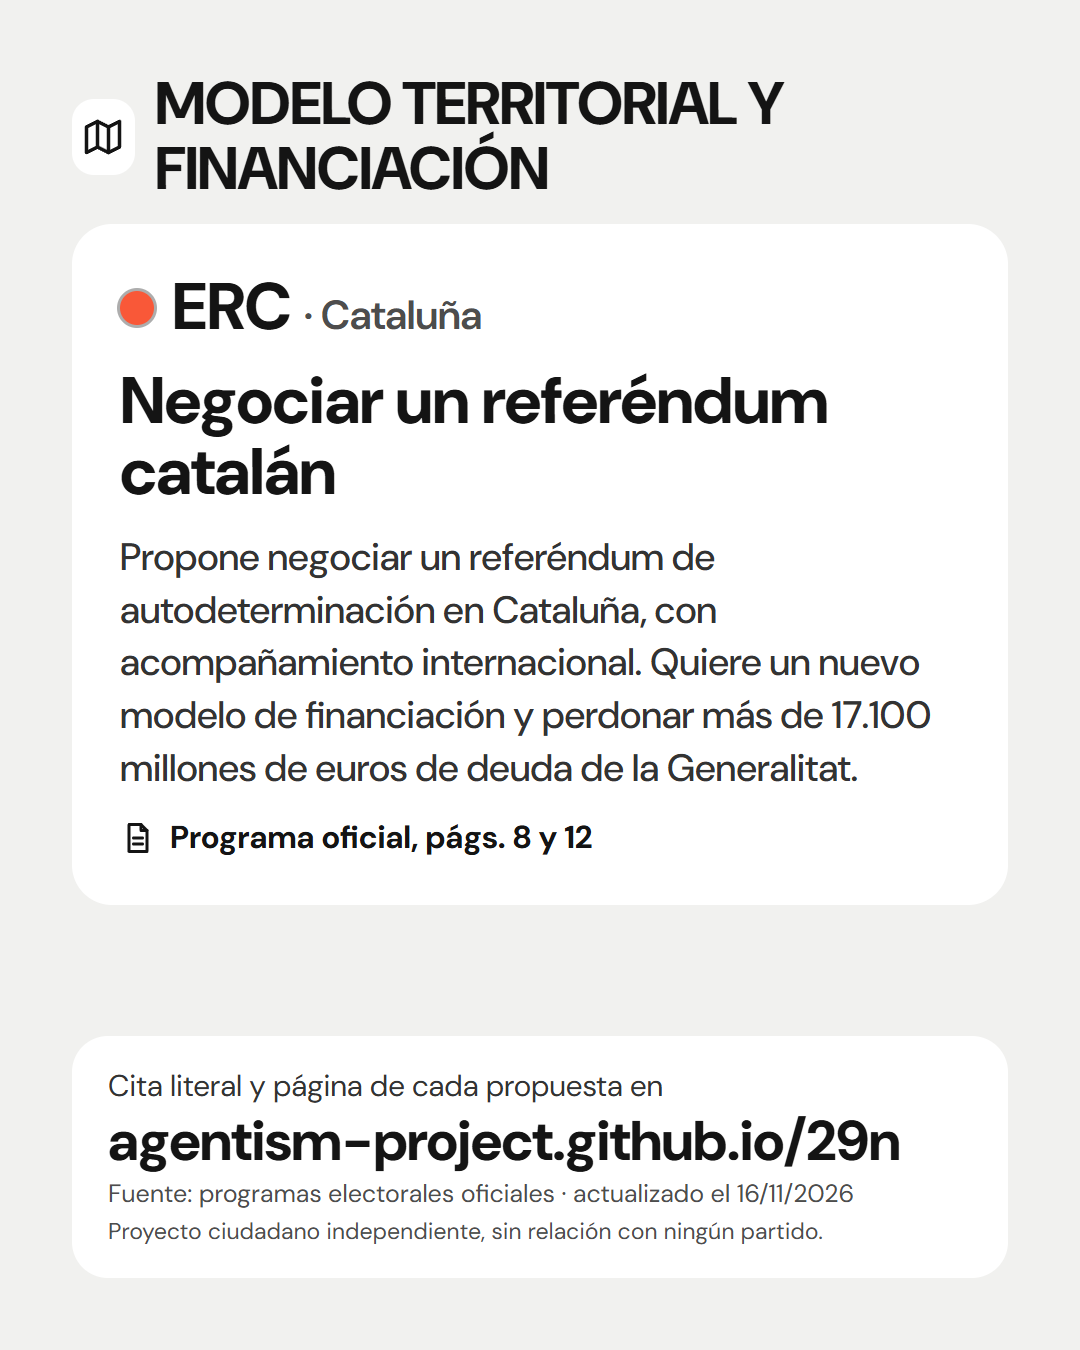 MODELO TERRITORIAL Y
FINANCIACIÓN
ERC · Cataluña
Negociar un referéndum
catalán
Propone negociar un referéndum de
autodeterminación en Cataluña, con
acompañamiento internacional. Quiere un nuevo
modelo de financiación y perdonar más de 17.100
millones de euros de deuda de la Generalitat.
Programa oficial, págs. 8 y 12
Cita literal y página de cada propuesta en
agentism-project.github.io/29n
Fuente: programas electorales oficiales · actualizado el 16/11/2026
Proyecto ciudadano independiente, sin relación con ningún partido.